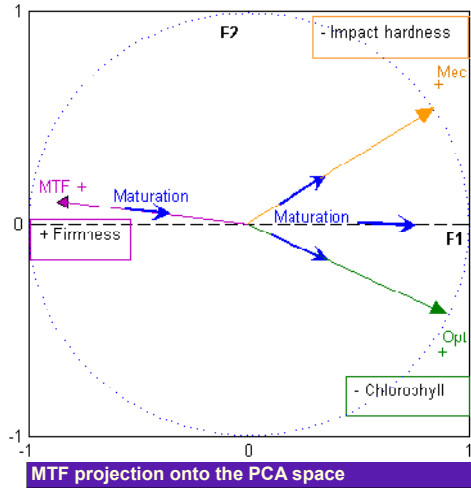 1
F2
- Impact hardness
Mec
+
MTF +
Maturation
Maturation
0
+ Firmness
F1
Opt
+
- Chlorophyll
-1
-1
0
1
MTF projection onto the PCA space